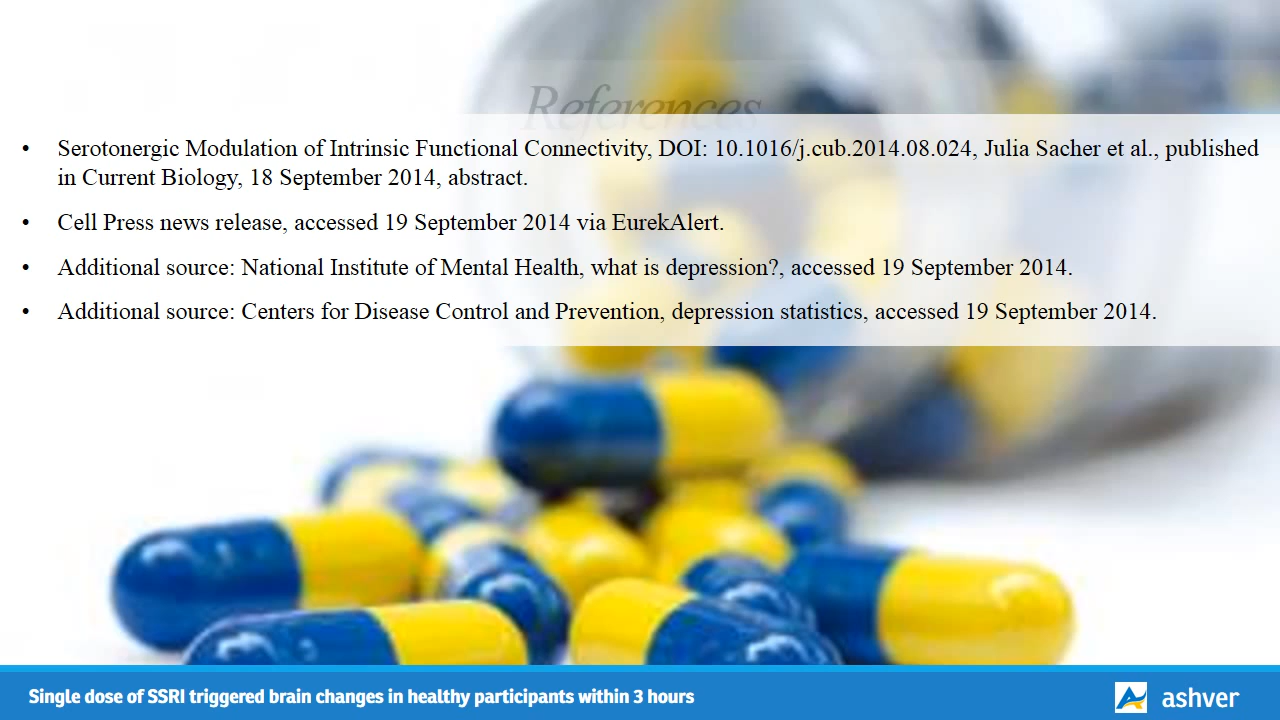 References
• Serotonergic Modulation of Intrinsic Functional Connectivity, DOI: 10.1016/j.cub.2014.08.024, Julia Sacher et al., published
in Current Biology, 18 September 2014, abstract.
• Cell Press news release, accessed 19 September 2014 via EurekAlert.
• Additional source: National Institute of Mental Health, what is depression?, accessed 19 September 2014.
• Additional source: Centers for Disease Control and Prevention, depression statistics, accessed 19 September 2014.
Single dose of SSRI triggered brain changes in healthy participants within 3 hours
ashver